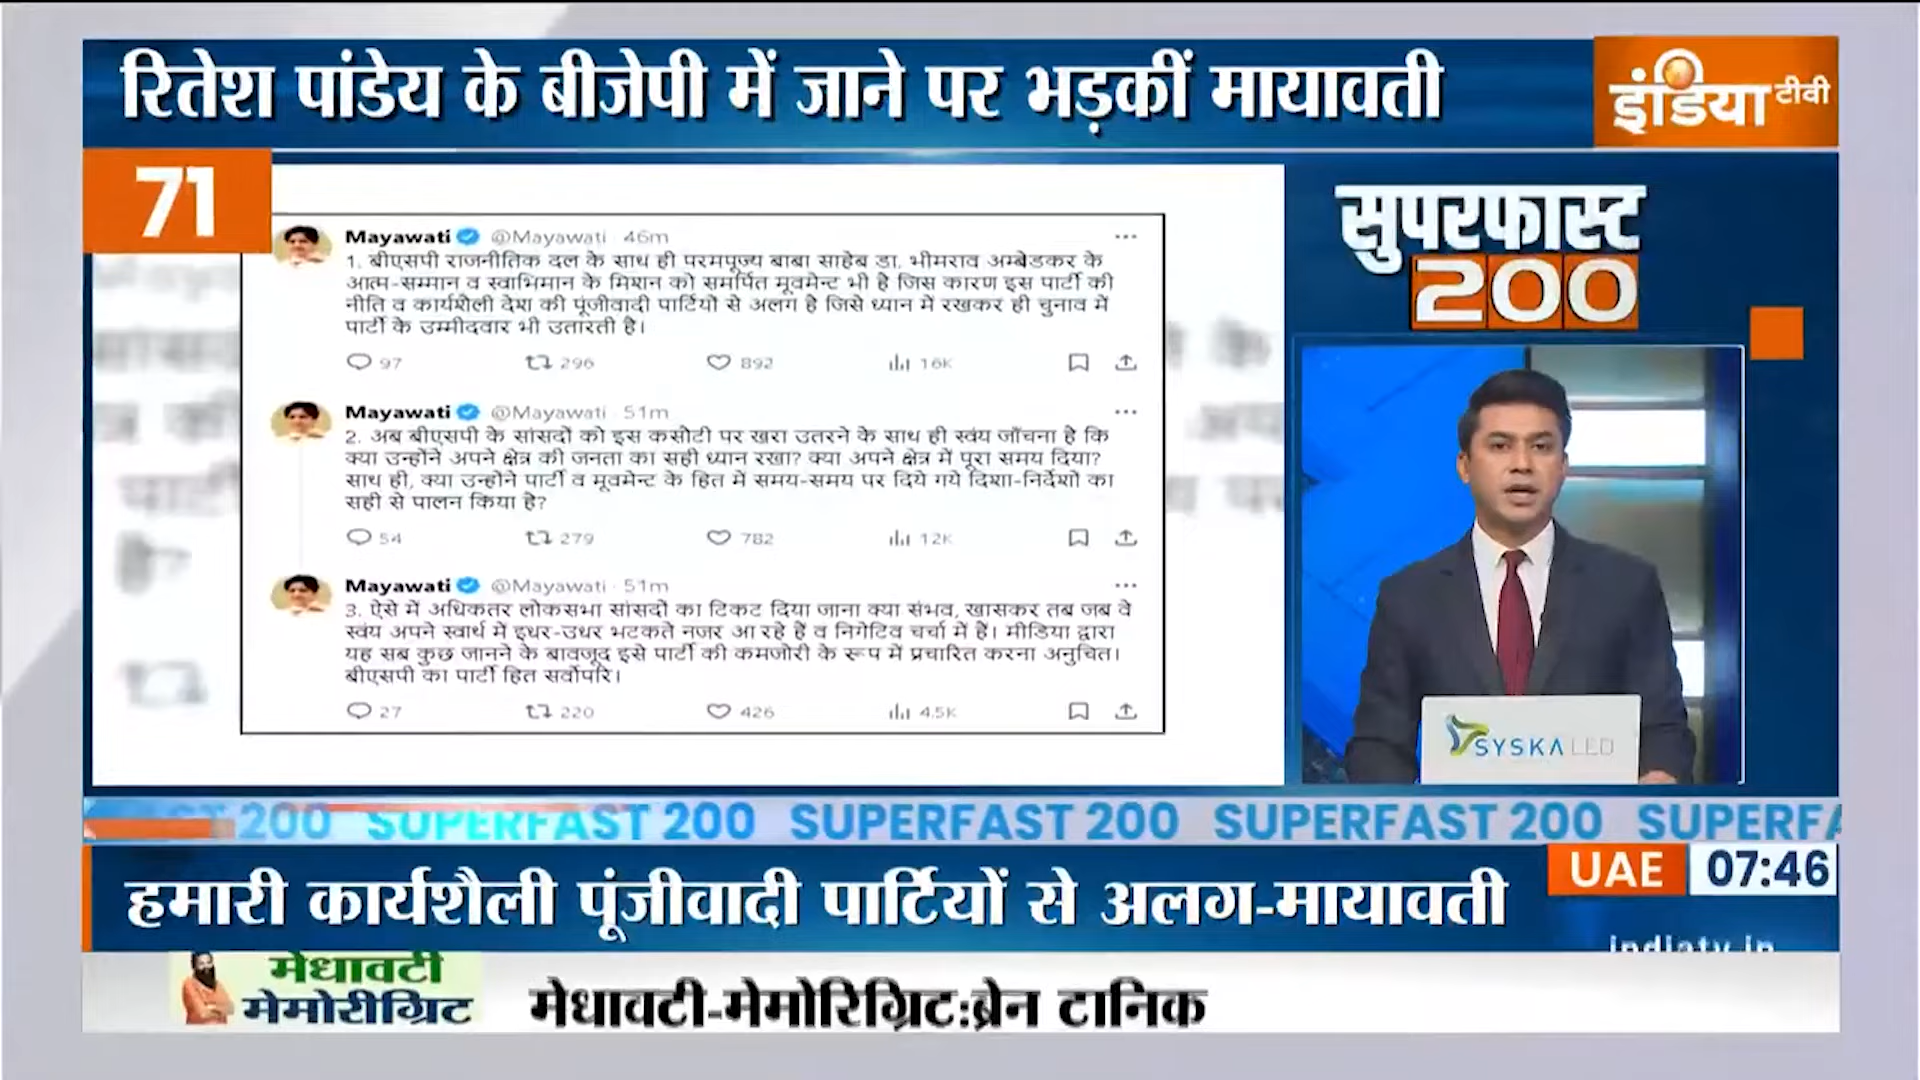 रितेश पांडेय के बीजेपी में जाने पर भड़कीं मायावती
इंडिया टीवी
71
सुपरफास्ट
200
Mayawati @Mayawati 46m
1. बीएसपी राजनीतिक दल के साथ ही परमपूज्य बाबा साहेब डा. भीमराव अम्बेडकर के
आत्म-सम्मान व स्वाभिमान के मिशन को समर्पित मूवमेन्ट भी है जिस कारण इस पार्टी की
नीति व कार्यशैली देश की पूंजीवादी पार्टियों से अलग है जिसे ध्यान में रखकर ही चुनाव में
पार्टी के उम्मीदवार भी उतारती है।
97 296 892 16K
Mayawati @Mayawati · 51m
2. अब बीएसपी के सांसदों को इस कसौटी पर खरा उतरने के साथ ही स्वंय जाँचना है कि
क्या उन्होंने अपने क्षेत्र की जनता का सही ध्यान रखा? क्या अपने क्षेत्र में पूरा समय दिया?
साथ ही, क्या उन्होंने पार्टी व मूवमेन्ट के हित में समय-समय पर दिये गये दिशा-निर्देशों का
सही से पालन किया है?
54 279 782 12K
Mayawati @Mayawati · 51m
3. ऐसे में अधिकतर लोकसभा सांसदों का टिकट दिया जाना क्या संभव, खासकर तब जब वे
स्वंय अपने स्वार्थ में इधर-उधर भटकते नजर आ रहे हैं व निगेटिव चर्चा में हैं। मीडिया द्वारा
यह सब कुछ जानने के बावजूद इसे पार्टी की कमजोरी के रूप में प्रचारित करना अनुचित।
बीएसपी का पार्टी हित सर्वोपरि।
27 220 426 4.5K
SYSKA LED
ST 200 SUPERFAST 200 SUPERFAST 200 SUPERFAST 200 SUPERFA
हमारी कार्यशैली पूंजीवादी पार्टियों से अलग-मायावती
UAE 07:46
indiatv.in
मेधावटी
मेमोरीग्रिट
मेधावटी-मेमोरिग्रिट:ब्रेन टानिक